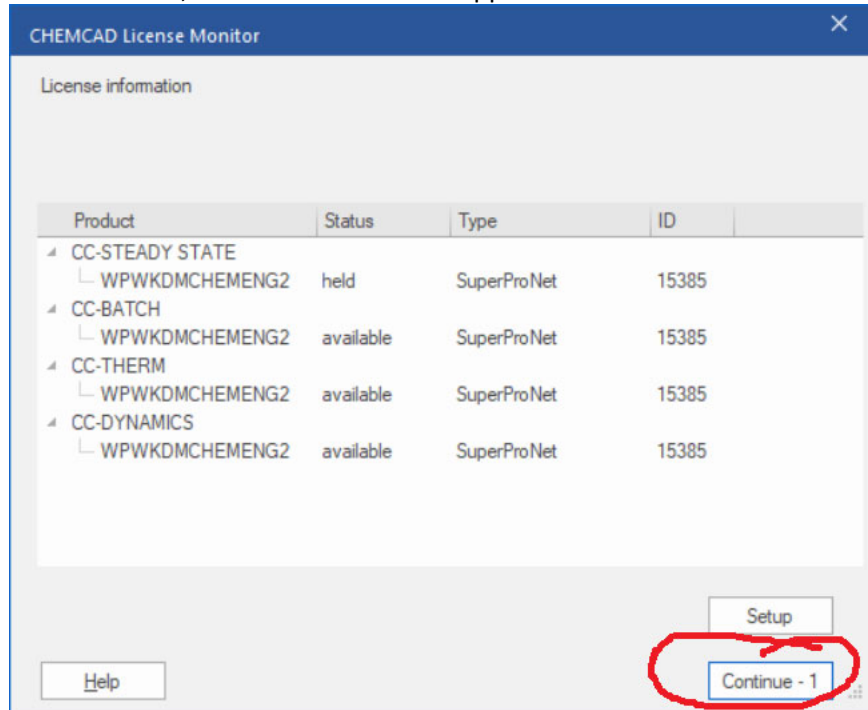 CHEMCAD License Monitor
License information
Product Status Type ID
CC-STEADY STATE
WPWKDMCHEMENG2 held SuperProNet 15385
CC-BATCH
WPWKDMCHEMENG2 available SuperProNet 15385
CC-THERM
WPWKDMCHEMENG2 available SuperProNet 15385
CC-DYNAMICS
WPWKDMCHEMENG2 available SuperProNet 15385
Setup
Help Continue - 1